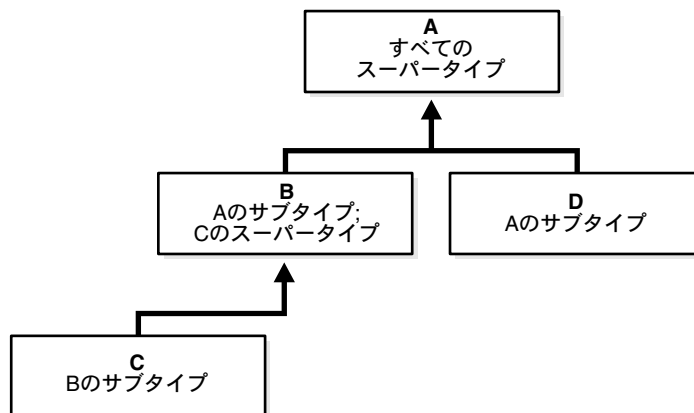 A
すべての
スーパータイプ
B
Aのサブタイプ;
Cのスーパータイプ
D
Aのサブタイプ
C
Bのサブタイプ